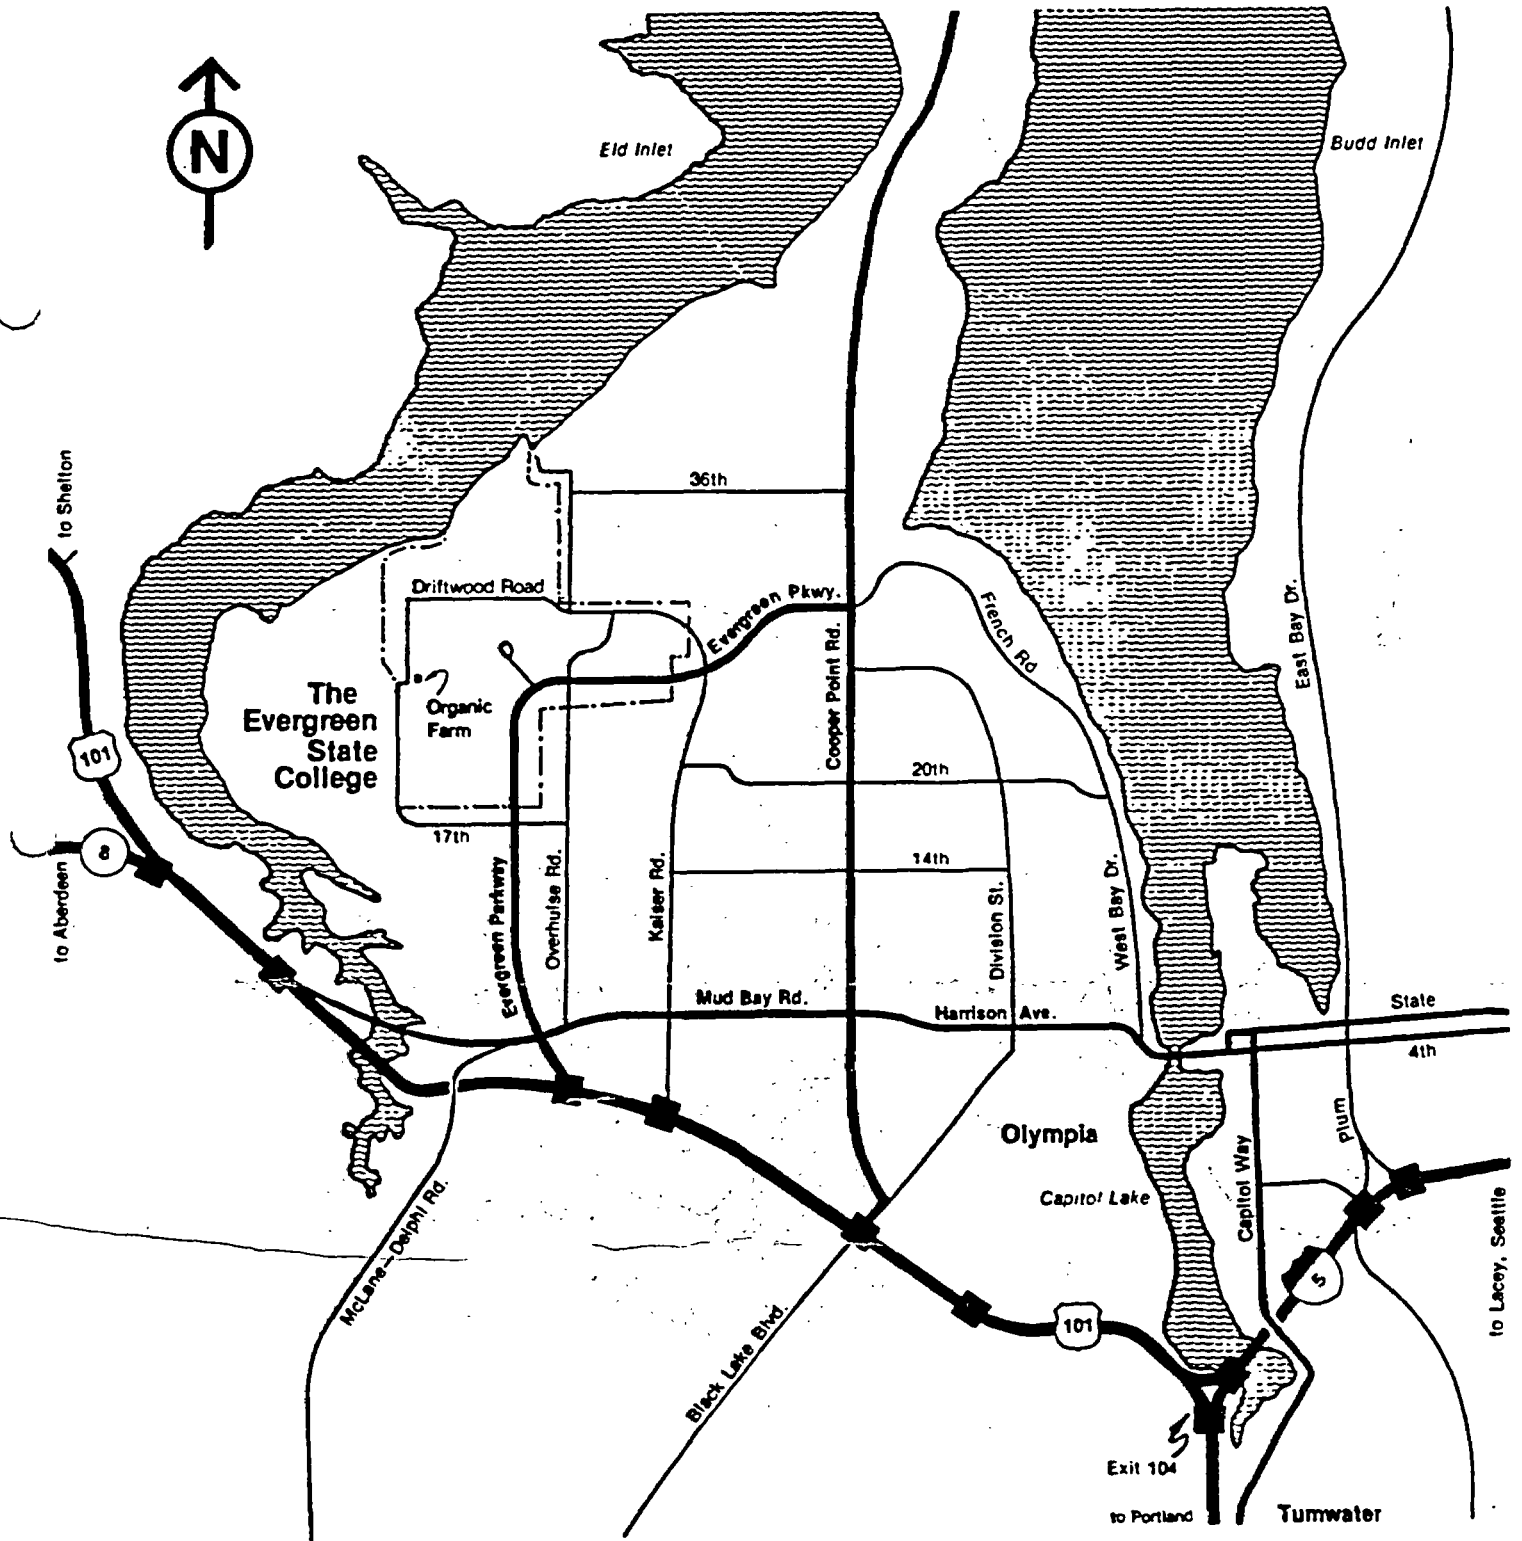 N
Eld Inlet
Budd Inlet
to Shelton
36th
Driftwood Road
Evergreen Pkwy.
French Rd
East Bay Dr.
Cooper Point Rd.
The
Evergreen
State
College
Organic
Farm
101
20th
17th
8
to Aberdeen
14th
Evergreen Parkway
Overhulse Rd.
Kaiser Rd.
Division St.
West Bay Dr.
Mud Bay Rd.
Harrison Ave.
State
4th
Olympia
Plum
Capitol Way
Capitol Lake
McLane-Delphi Rd.
to Lacey, Seattle
5
101
Black Lake Blvd.
Exit 104
to Portland
Tumwater